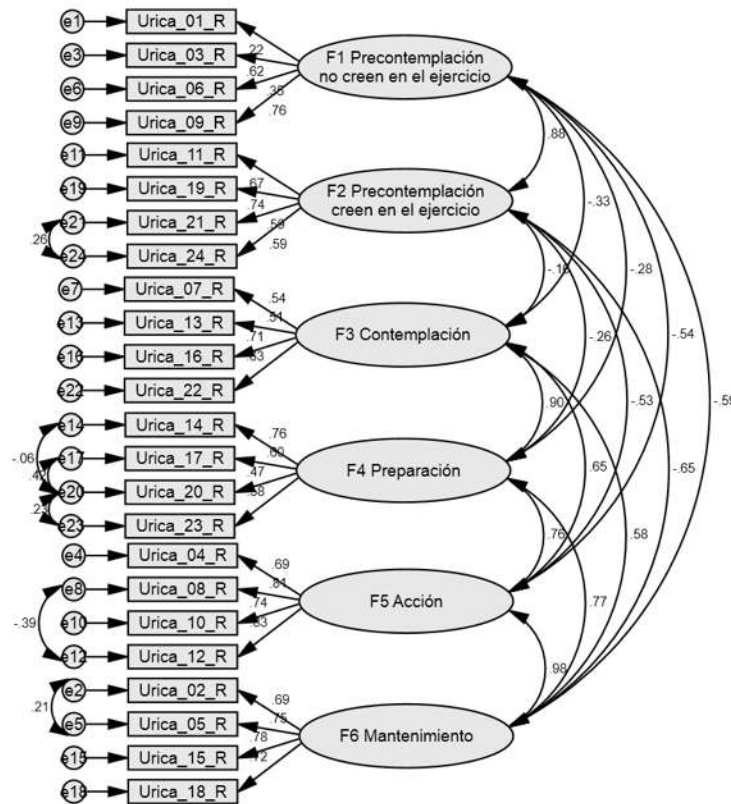 e1 Urica_01_R
e3 Urica_03_R
e6 Urica_06_R
e9 Urica_09_R
.22
.62
.76
F1 Precontemplación
no creen en el ejercicio
e11 Urica_11_R
e19 Urica_19_R
e21 Urica_21_R
e24 Urica_24_R
.26
.67
.74
.59
.59
F2 Precontemplación
creen en el ejercicio
e7 Urica_07_R
e13 Urica_13_R
e16 Urica_16_R
e22 Urica_22_R
.54
.51
.71
F3 Contemplación
e14 Urica_14_R
e17 Urica_17_R
e20 Urica_20_R
e23 Urica_23_R
-.06
.42
.23
.76
.60
.47
F4 Preparación
e4 Urica_04_R
e8 Urica_08_R
e10 Urica_10_R
e12 Urica_12_R
-.39
.69
.81
.74
F5 Acción
e2 Urica_02_R
e5 Urica_05_R
e15 Urica_15_R
e18 Urica_18_R
.21
.69
.75
.78
.72
F6 Mantenimiento
.88
-.33
-.28
-.54
-.59
-.26
-.53
-.65
.90
.65
.58
.76
.77
.98